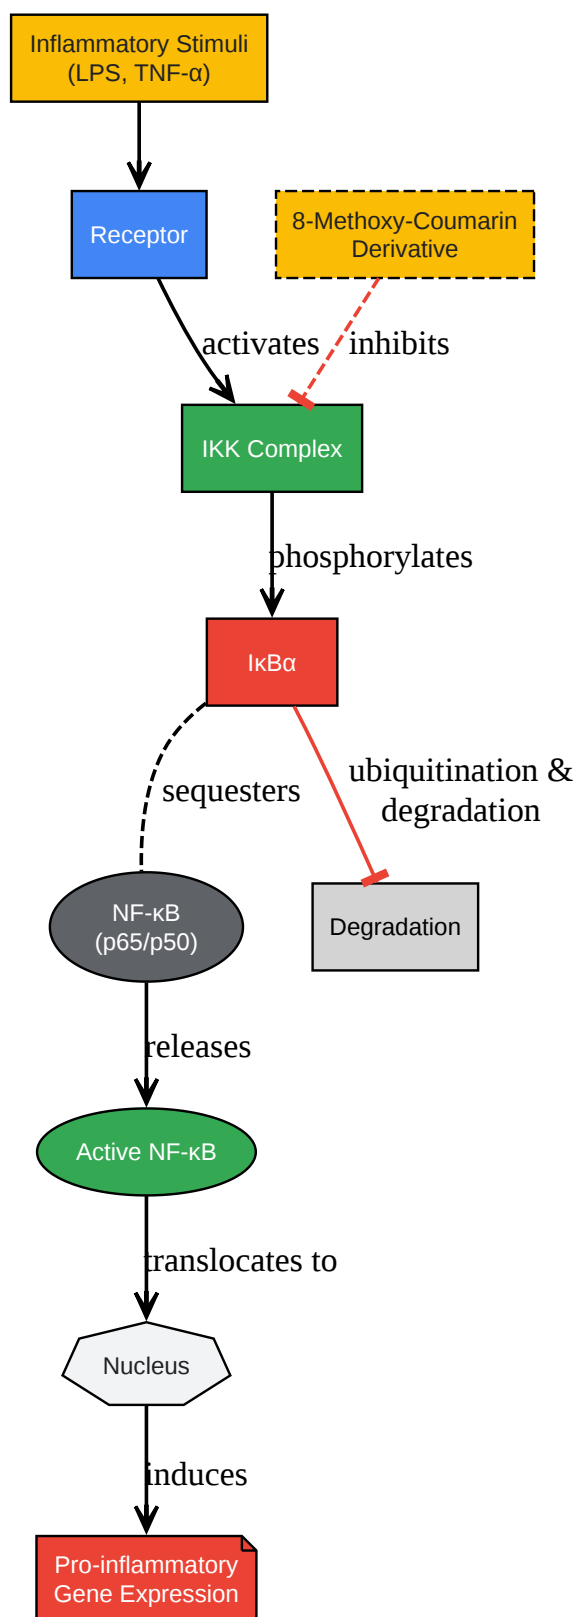 Inflammatory Stimuli
(LPS, TNF-α)
Receptor
8-Methoxy-Coumarin
Derivative
activates
inhibits
IKK Complex
phosphorylates
IκBα
sequesters
ubiquitination &
degradation
NF-κB
(p65/p50)
Degradation
releases
Active NF-κB
translocates to
Nucleus
induces
Pro-inflammatory
Gene Expression